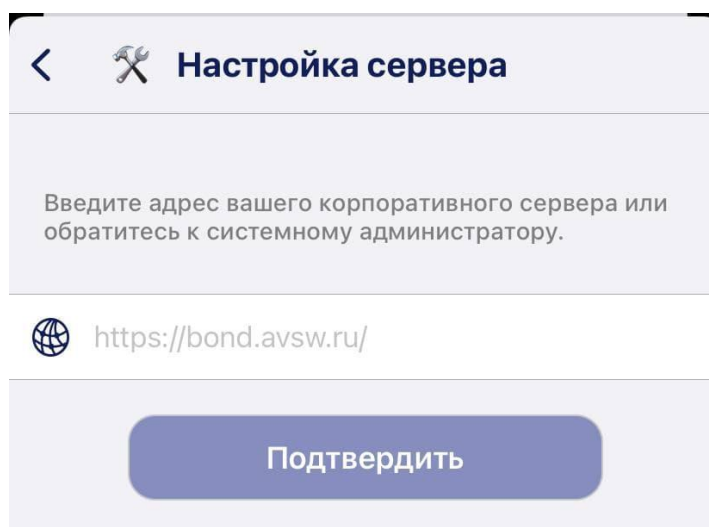 Настройка сервера
Введите адрес вашего корпоративного сервера или
обратитесь к системному администратору.
https://bond.avsw.ru/
Подтвердить